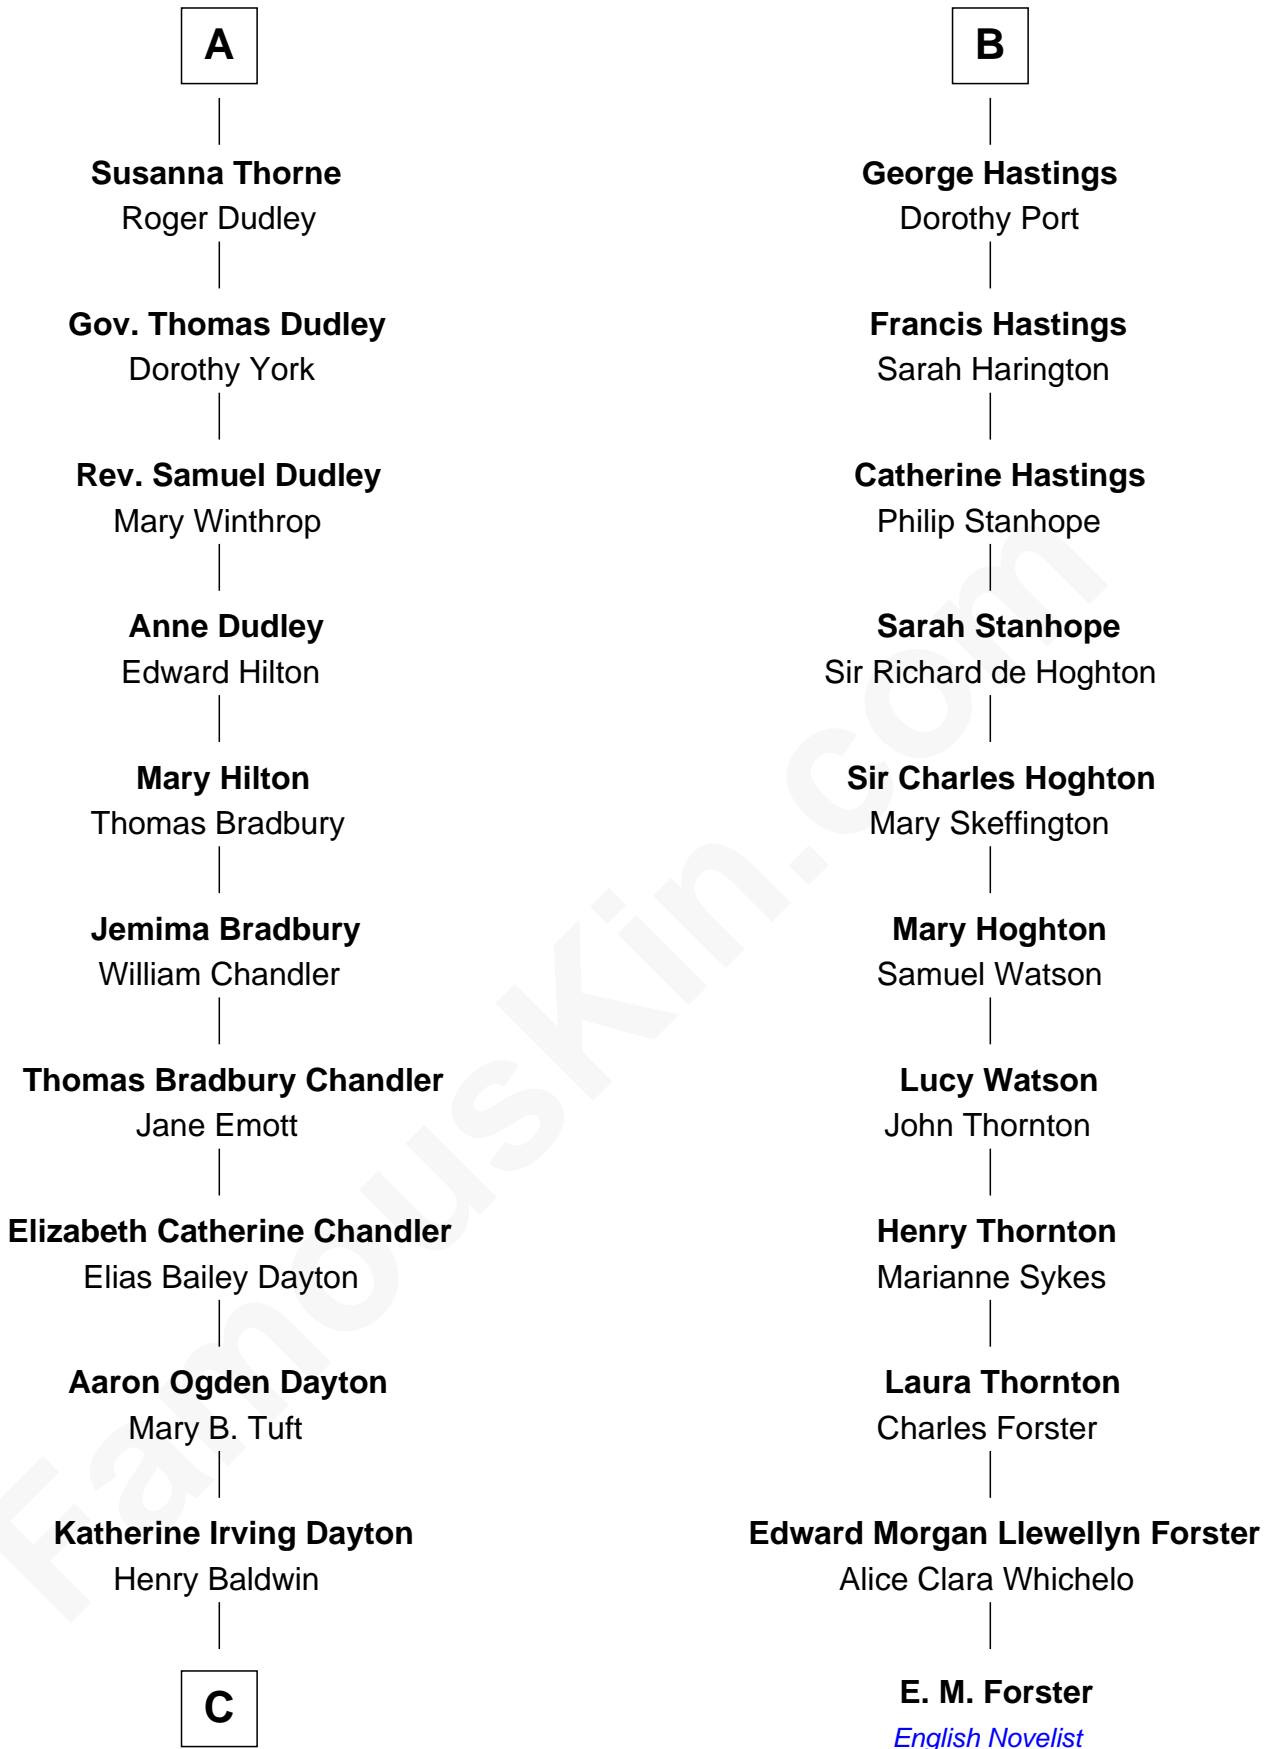 A
Susanna Thorne
Roger Dudley
Gov. Thomas Dudley
Dorothy York
Rev. Samuel Dudley
Mary Winthrop
Anne Dudley
Edward Hilton
Mary Hilton
Thomas Bradbury
Jemima Bradbury
William Chandler
Thomas Bradbury Chandler
Jane Emott
Elizabeth Catherine Chandler
Elias Bailey Dayton
Aaron Ogden Dayton
Mary B. Tuft
Katherine Irving Dayton
Henry Baldwin
C
B
George Hastings
Dorothy Port
Francis Hastings
Sarah Harington
Catherine Hastings
Philip Stanhope
Sarah Stanhope
Sir Richard de Hoghton
Sir Charles Hoghton
Mary Skeffington
Mary Hoghton
Samuel Watson
Lucy Watson
John Thornton
Henry Thornton
Marianne Sykes
Laura Thornton
Charles Forster
Edward Morgan Llewellyn Forster
Alice Clara Whichelo
E. M. Forster
English Novelist
FamousKin.com